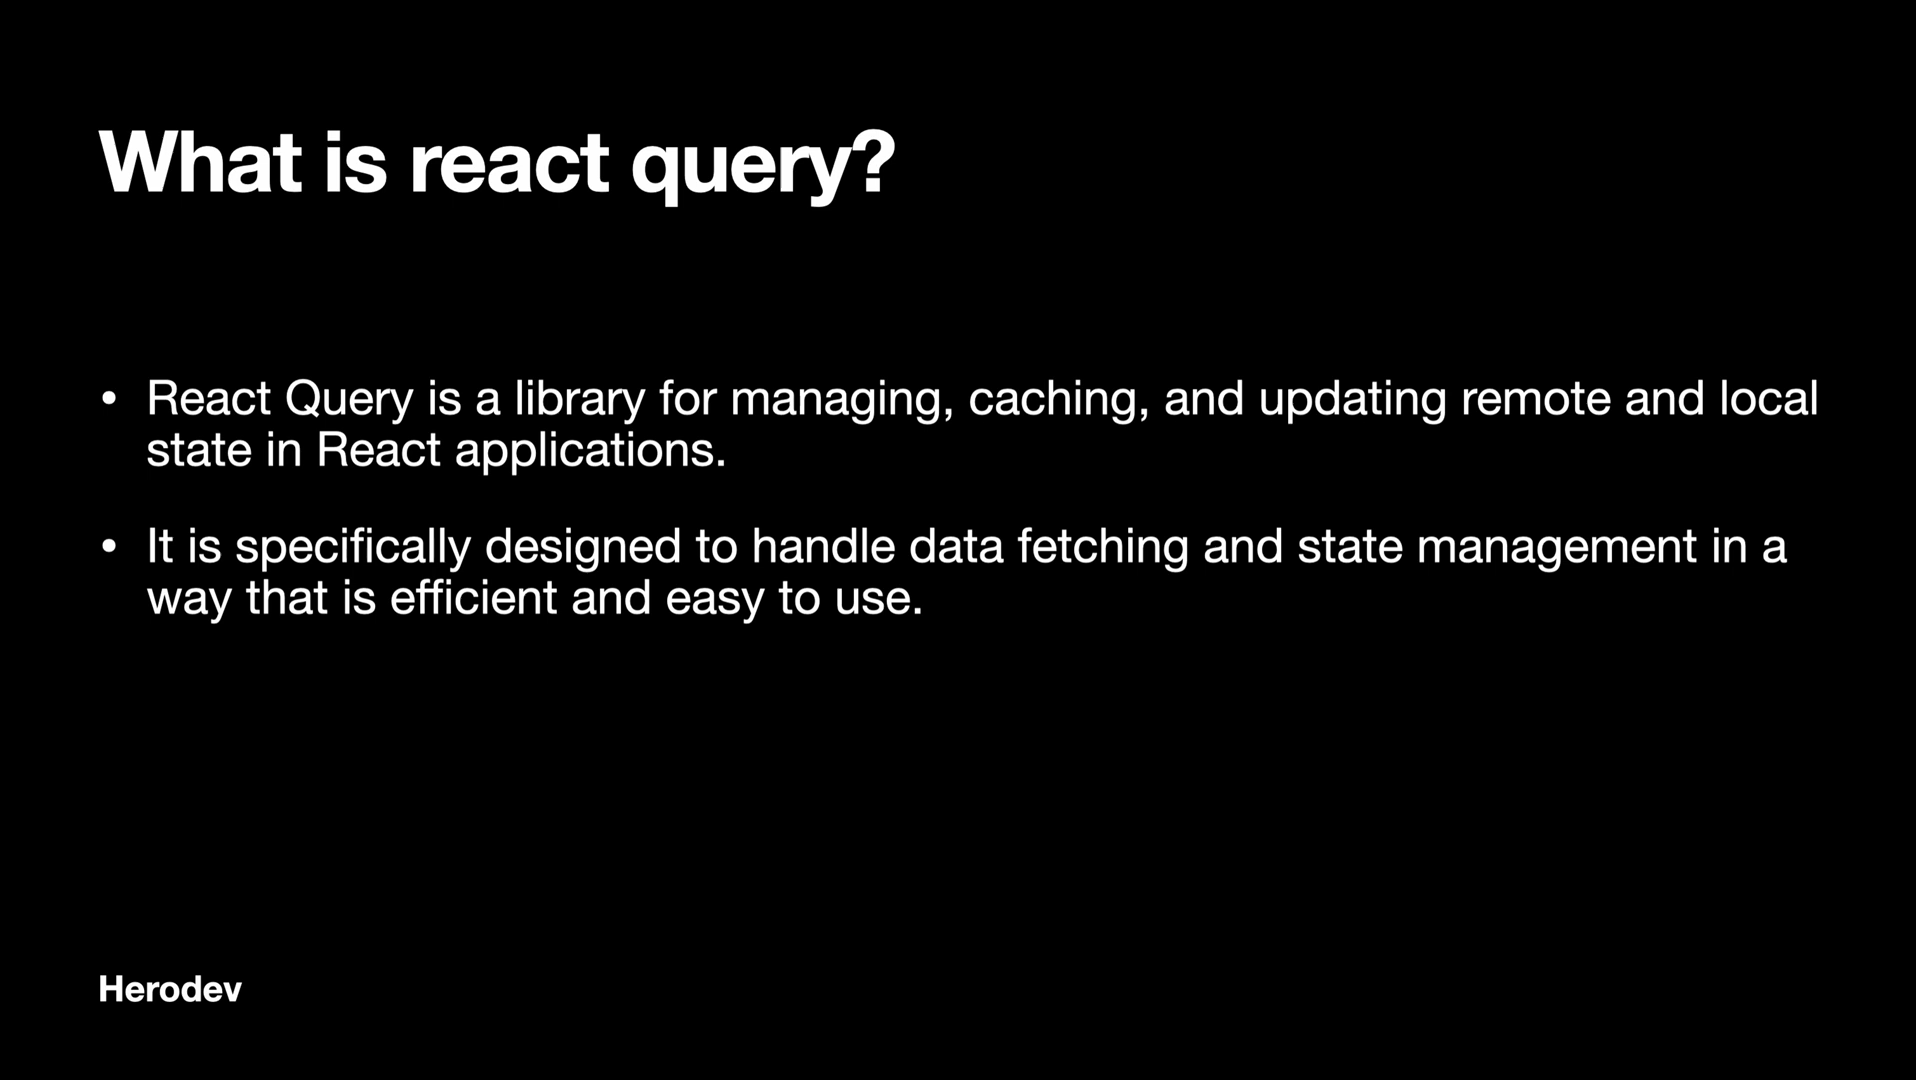 What is react query?
• React Query is a library for managing, caching, and updating remote and local
state in React applications.
• It is specifically designed to handle data fetching and state management in a
way that is efficient and easy to use.
Herodev